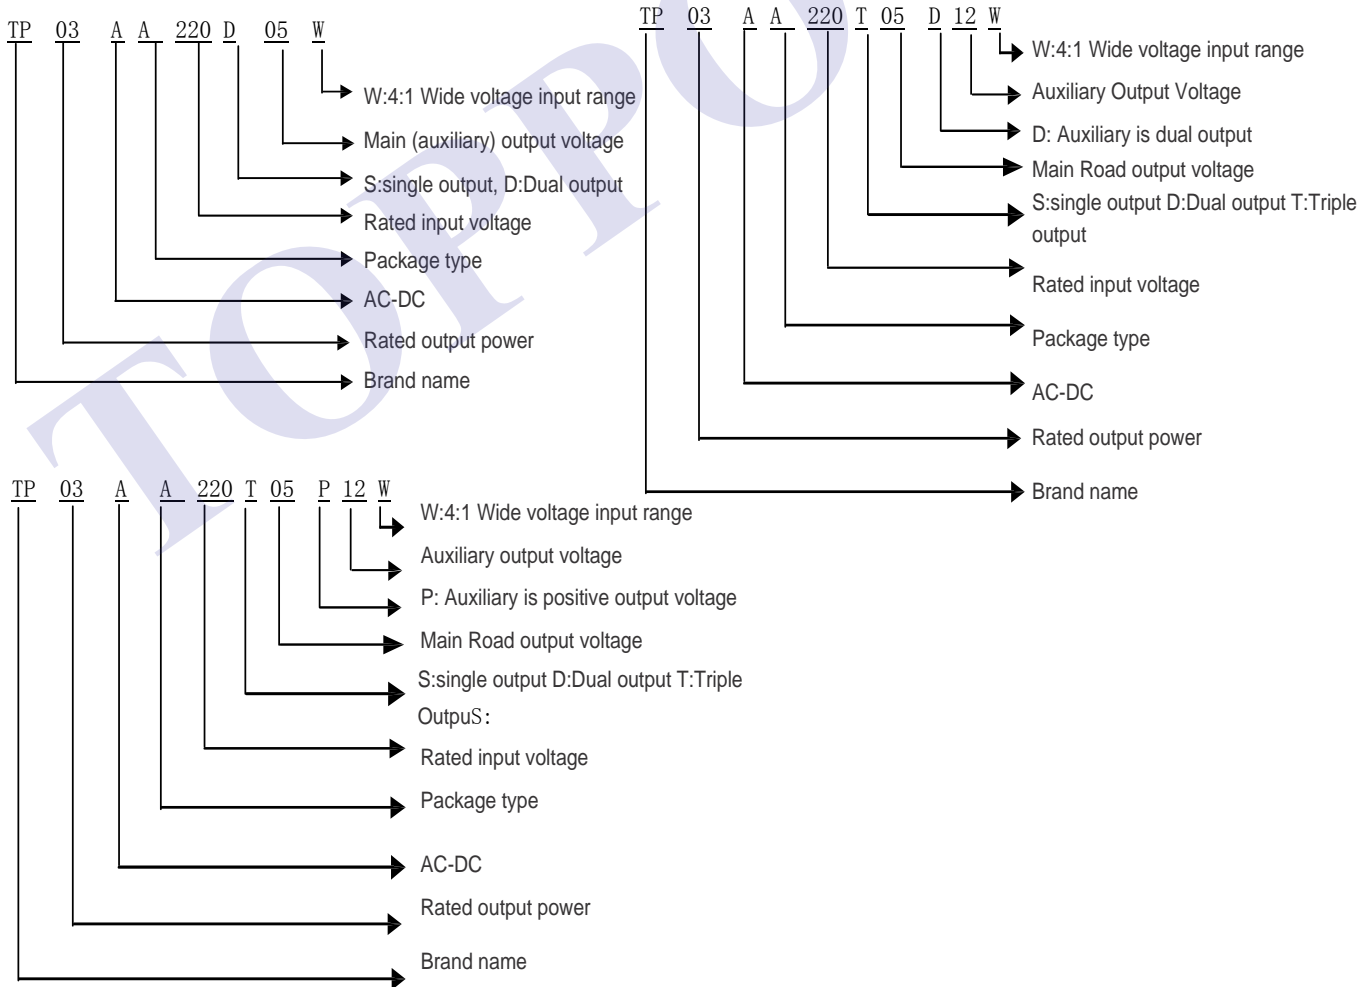 TP 03 A A 220 D 05 W
W:4:1 Wide voltage input range
Main (auxiliary) output voltage
S:single output, D:Dual output
Rated input voltage
Package type
AC-DC
Rated output power
Brand name
TP 03 A A 220 T 05 D 12 W
W:4:1 Wide voltage input range
Auxiliary Output Voltage
D: Auxiliary is dual output
Main Road output voltage
S:single output D:Dual output T:Triple
output
Rated input voltage
Package type
AC-DC
Rated output power
Brand name
TP 03 A A 220 T 05 P 12 W
W:4:1 Wide voltage input range
Auxiliary output voltage
P: Auxiliary is positive output voltage
Main Road output voltage
S:single output D:Dual output T:Triple
OutpuS:
Rated input voltage
Package type
AC-DC
Rated output power
Brand name
TOPPO